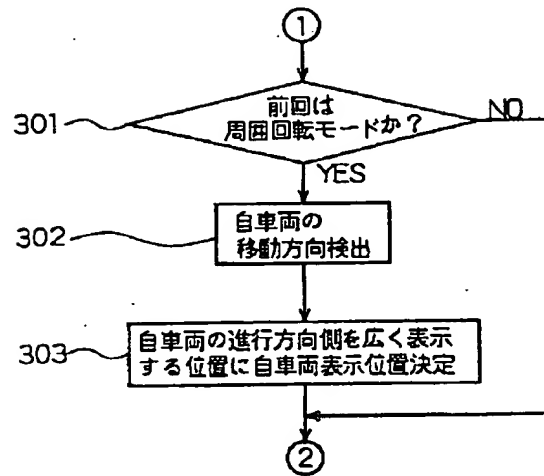 ①
301
前回は
周囲回転モードか？
NO
YES
302
自車両の
移動方向検出
303
自車両の進行方向側を広く表示
する位置に自車両表示位置決定
②